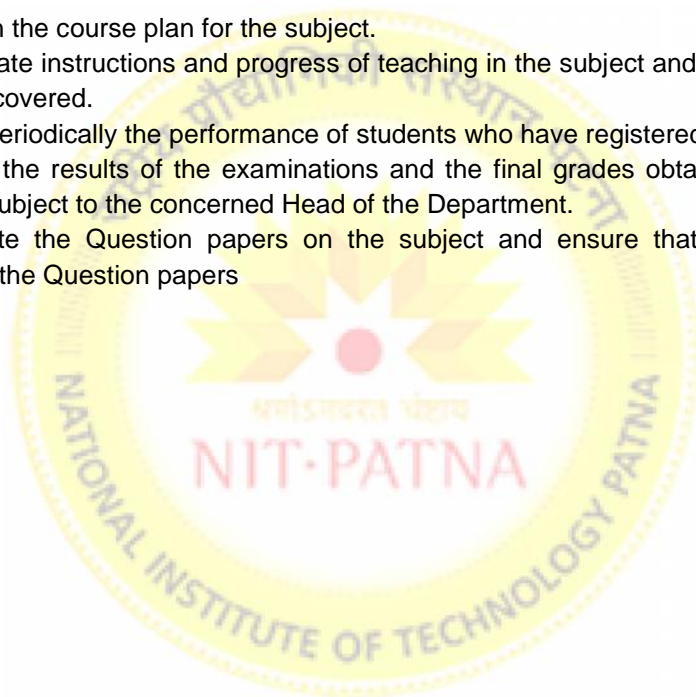 n the course plan for the subject.
ate instructions and progress of teaching in the subject and
covered.
eriodically the performance of students who have registered
the results of the examinations and the final grades obta
ubject to the concerned Head of the Department.
te the Question papers on the subject and ensure that
the Question papers
संस्थान पटना
NIT-PATNA
NATIONAL INSTITUTE OF TECHNOLOGY PATNA